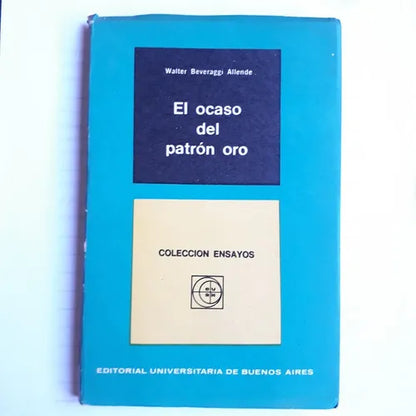 Walter Beveraggi Allende
El ocaso
del
patrón oro
COLECCION ENSAYOS
EDITORIAL UNIVERSITARIA DE BUENOS AIRES